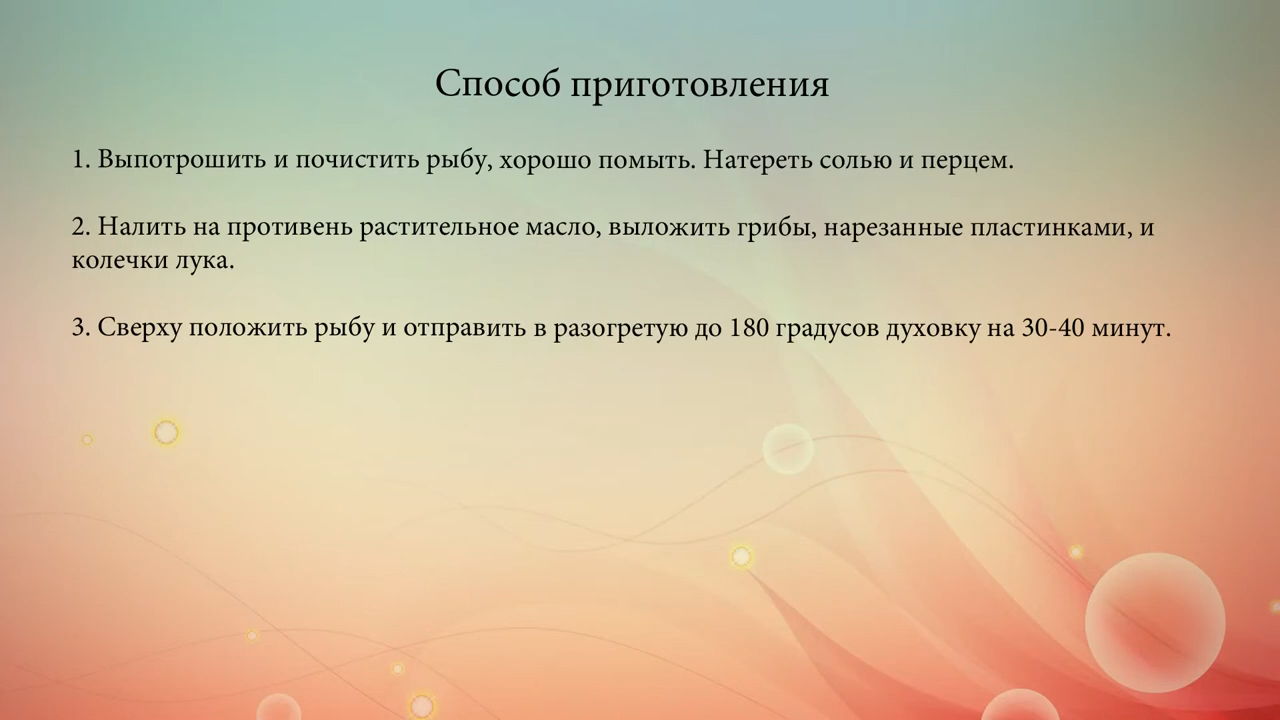 Способ приготовления
1. Выпотрошить и почистить рыбу, хорошо помыть. Натереть солью и перцем.
2. Налить на противень растительное масло, выложить грибы, нарезанные пластинками, и
колечки лука.
3. Сверху положить рыбу и отправить в разогретую до 180 градусов духовку на 30-40 минут.